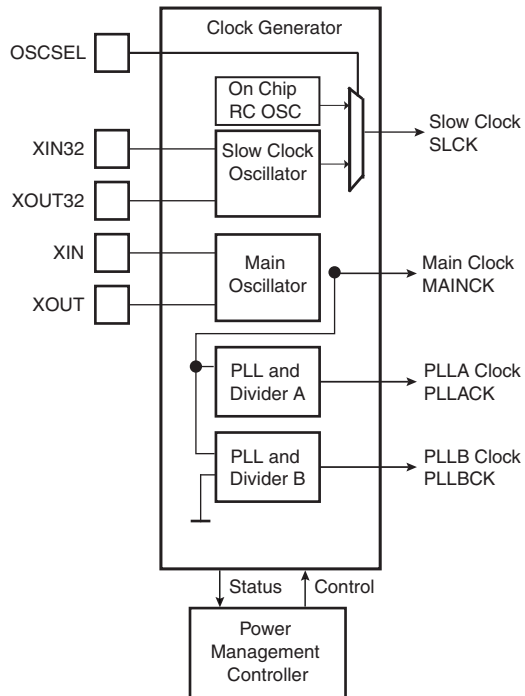 Clock Generator
OSCSEL
On Chip
RC OSC
Slow Clock
SLCK
XIN32
Slow Clock
Oscillator
XOUT32
XIN
Main
Oscillator
Main Clock
MAINCK
XOUT
PLL and
Divider A
PLLA Clock
PLLACK
PLL and
Divider B
PLLB Clock
PLLBCK
Status
Control
Power
Management
Controller